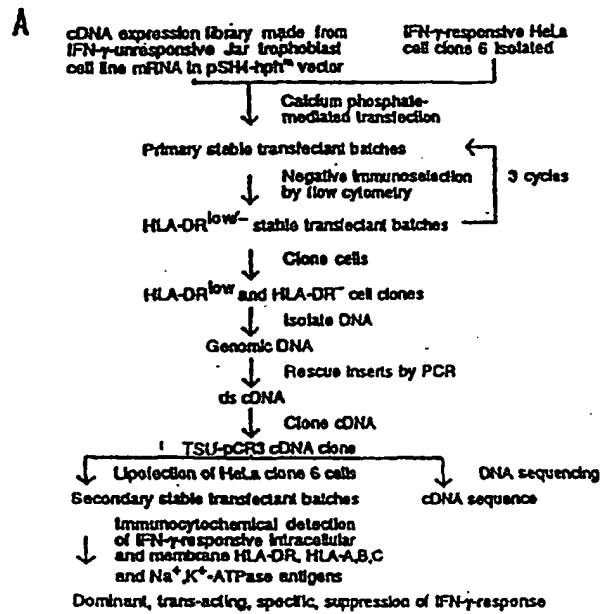 A
cDNA expression library made from
IFN-γ-unresponsive Jar trophoblast
cell line mRNA in pSH4-hph^m vector
IFN-γ-responsive HeLa
cell clone 6 isolated
Calcium phosphate-
mediated transfection
Primary stable transfectant batches
Negative immunoselection
by flow cytometry
3 cycles
HLA-DR^low/- stable transfectant batches
Clone cells
HLA-DR^low and HLA-DR^- cell clones
Isolate DNA
Genomic DNA
Rescue inserts by PCR
ds cDNA
Clone cDNA
TSU-pCR3 cDNA clone
Lipofection of HeLa clone 6 cells
DNA sequencing
Secondary stable transfectant batches
cDNA sequence
Immunocytochemical detection
of IFN-γ-responsive intracellular
and membrane HLA-DR, HLA-A,B,C
and Na⁺,K⁺-ATPase antigens
Dominant, trans-acting, specific, suppression of IFN-γ-response